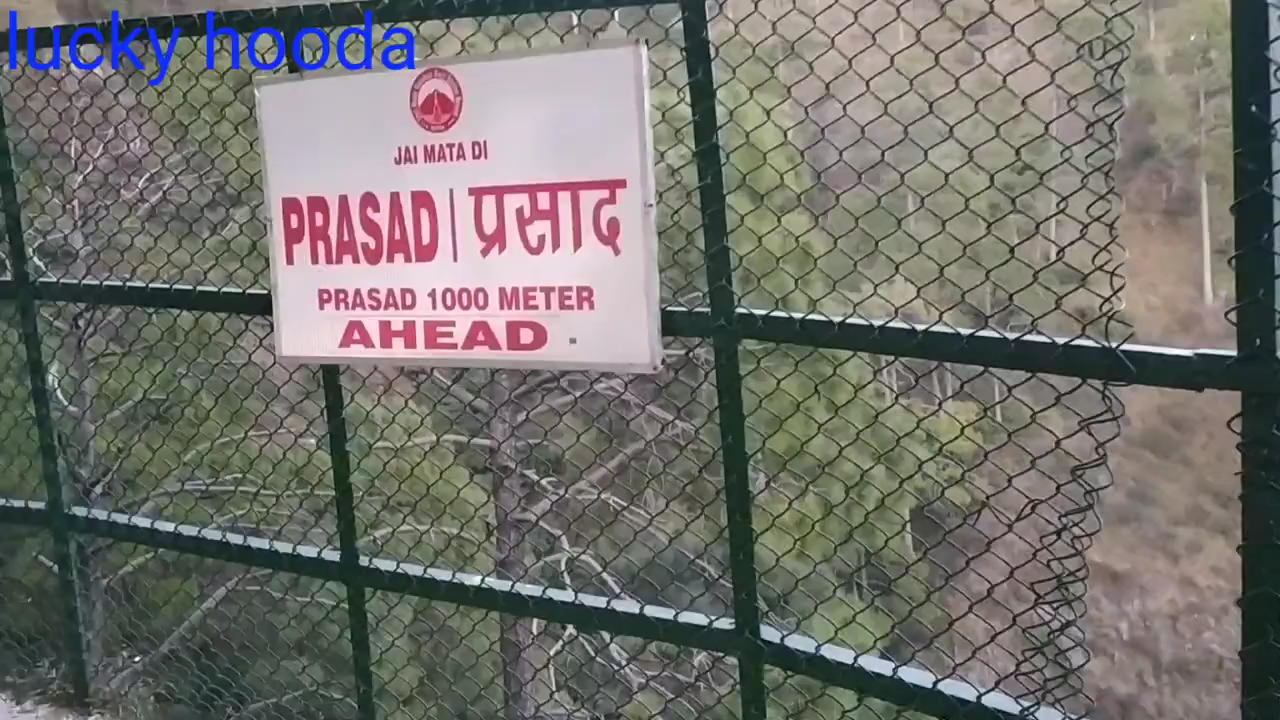 lucky hooda
JAI MATA DI
PRASAD | प्रसाद
PRASAD 1000 METER
AHEAD